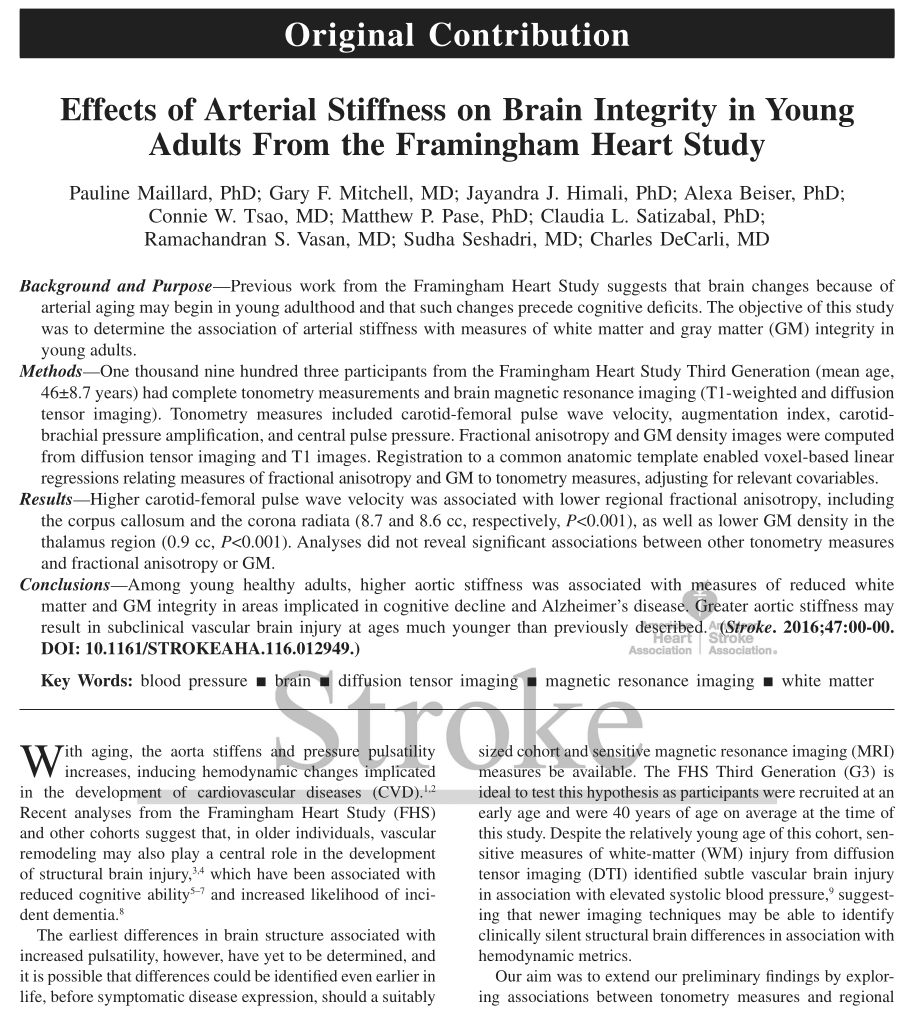 Original Contribution
Effects of Arterial Stiffness on Brain Integrity in Young
Adults From the Framingham Heart Study
Pauline Maillard, PhD; Gary F. Mitchell, MD; Jayandra J. Himali, PhD; Alexa Beiser, PhD;
Connie W. Tsao, MD; Matthew P. Pase, PhD; Claudia L. Satizabal, PhD;
Ramachandran S. Vasan, MD; Sudha Seshadri, MD; Charles DeCarli, MD
Background and Purpose—Previous work from the Framingham Heart Study suggests that brain changes because of
arterial aging may begin in young adulthood and that such changes precede cognitive deficits. The objective of this study
was to determine the association of arterial stiffness with measures of white matter and gray matter (GM) integrity in
young adults.
Methods—One thousand nine hundred three participants from the Framingham Heart Study Third Generation (mean age,
46±8.7 years) had complete tonometry measurements and brain magnetic resonance imaging (T1-weighted and diffusion
tensor imaging). Tonometry measures included carotid-femoral pulse wave velocity, augmentation index, carotid-
brachial pressure amplification, and central pulse pressure. Fractional anisotropy and GM density images were computed
from diffusion tensor imaging and T1 images. Registration to a common anatomic template enabled voxel-based linear
regressions relating measures of fractional anisotropy and GM to tonometry measures, adjusting for relevant covariables.
Results—Higher carotid-femoral pulse wave velocity was associated with lower regional fractional anisotropy, including
the corpus callosum and the corona radiata (8.7 and 8.6 cc, respectively, P<0.001), as well as lower GM density in the
thalamus region (0.9 cc, P<0.001). Analyses did not reveal significant associations between other tonometry measures
and fractional anisotropy or GM.
Conclusions—Among young healthy adults, higher aortic stiffness was associated with measures of reduced white
matter and GM integrity in areas implicated in cognitive decline and Alzheimer's disease. Greater aortic stiffness may
result in subclinical vascular brain injury at ages much younger than previously described. (Stroke. 2016;47:00-00.
DOI: 10.1161/STROKEAHA.116.012949.)
Heart Stroke
Association Association®
Key Words: blood pressure ■ brain ■ diffusion tensor imaging ■ magnetic resonance imaging ■ white matter
Stroke
With aging, the aorta stiffens and pressure pulsatility
increases, inducing hemodynamic changes implicated
in the development of cardiovascular diseases (CVD).1,2
Recent analyses from the Framingham Heart Study (FHS)
and other cohorts suggest that, in older individuals, vascular
remodeling may also play a central role in the development
of structural brain injury,3,4 which have been associated with
reduced cognitive ability5–7 and increased likelihood of inci-
dent dementia.8
The earliest differences in brain structure associated with
increased pulsatility, however, have yet to be determined, and
it is possible that differences could be identified even earlier in
life, before symptomatic disease expression, should a suitably
sized cohort and sensitive magnetic resonance imaging (MRI)
measures be available. The FHS Third Generation (G3) is
ideal to test this hypothesis as participants were recruited at an
early age and were 40 years of age on average at the time of
this study. Despite the relatively young age of this cohort, sen-
sitive measures of white-matter (WM) injury from diffusion
tensor imaging (DTI) identified subtle vascular brain injury
in association with elevated systolic blood pressure,9 suggest-
ing that newer imaging techniques may be able to identify
clinically silent structural brain differences in association with
hemodynamic metrics.
Our aim was to extend our preliminary findings by explor-
ing associations between tonometry measures and regional